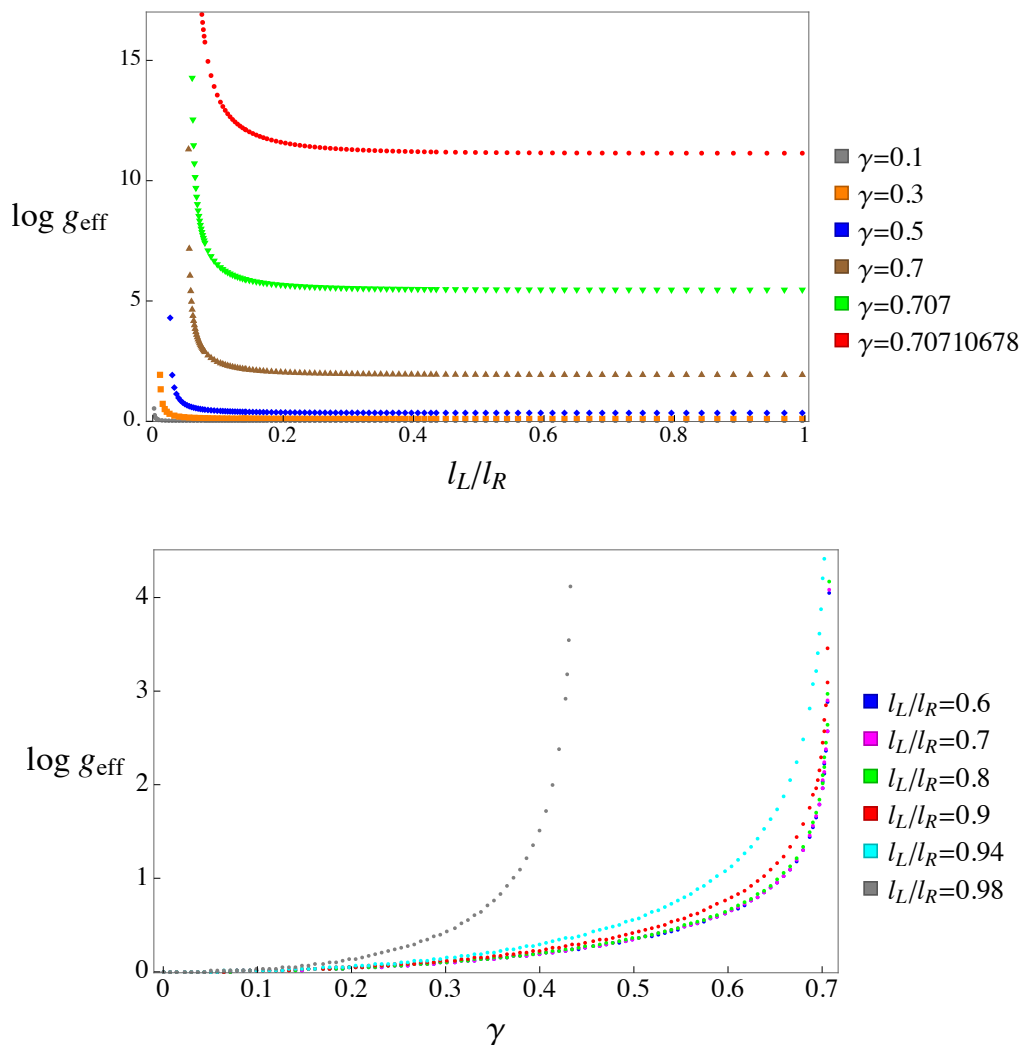 15
10
log g_eff
5
0
0
0.2
0.4
0.6
0.8
1
l_L/l_R
γ=0.1
γ=0.3
γ=0.5
γ=0.7
γ=0.707
γ=0.70710678
4
3
log g_eff
2
1
0
0
0.1
0.2
0.3
0.4
0.5
0.6
0.7
γ
l_L/l_R=0.6
l_L/l_R=0.7
l_L/l_R=0.8
l_L/l_R=0.9
l_L/l_R=0.94
l_L/l_R=0.98